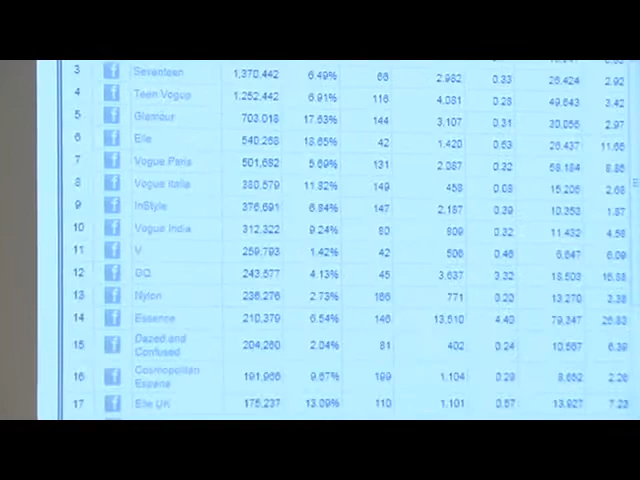 3 Seventeen 1,370,442 6.49% 66 2,982 0.33 26,424 2.92
4 Teen Vogue 1,252,442 6.91% 116 4,081 0.28 49,643 3.42
5 Glamour 703,018 17.63% 144 3,107 0.31 30,056 2.97
6 Elle 540,268 18.65% 42 1,420 0.63 26,437 11.66
7 Vogue Paris 501,682 5.69% 131 2,087 0.32 58,184 8.85
8 Vogue Italia 380,579 11.82% 149 458 0.08 15,206 2.68
9 InStyle 376,691 6.84% 147 2,187 0.39 10,353 1.87
10 Vogue India 312,322 9.24% 80 809 0.32 11,432 4.58
11 V 259,793 1.42% 42 506 0.46 6,647 6.09
12 GQ 243,577 4.13% 45 3,637 3.32 18,503 16.88
13 Nylon 236,276 2.73% 166 771 0.20 13,270 3.38
14 Essence 210,379 6.54% 146 13,510 4.40 79,347 25.83
15 Dazed and Confused 204,260 2.04% 81 402 0.24 10,567 6.39
16 Cosmopolitan Espana 191,966 9.67% 199 1,104 0.29 8,652 2.26
17 Elle UK 175,237 13.09% 110 1,101 0.57 13,927 7.23